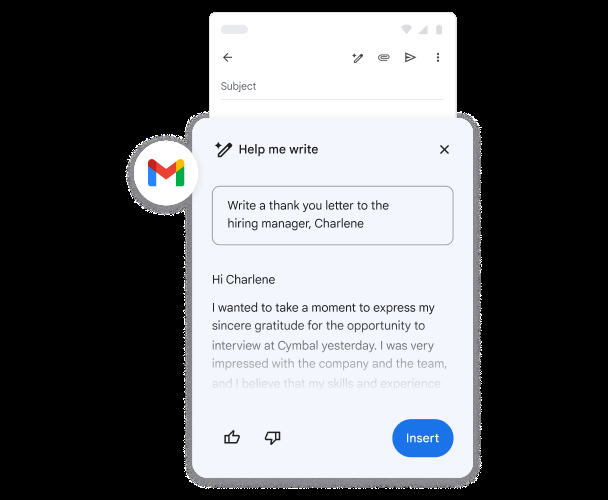 Subject
Help me write
Write a thank you letter to the
hiring manager, Charlene
Hi Charlene
I wanted to take a moment to express my
sincere gratitude for the opportunity to
interview at Cymbal yesterday. I was very
impressed with the company and the team,
and I believe that my skills and experience
Insert